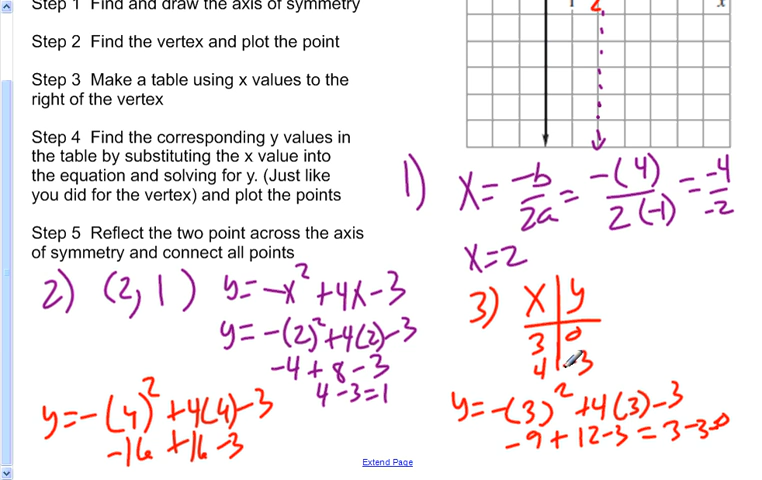 Step 1 Find and draw the axis of symmetry
Step 2 Find the vertex and plot the point
Step 3 Make a table using x values to the
right of the vertex
Step 4 Find the corresponding y values in
the table by substituting the x value into
the equation and solving for y. (Just like
you did for the vertex) and plot the points
Step 5 Reflect the two point across the axis
of symmetry and connect all points
1) x = -b/2a = -(4)/2(-1) = -4/-2
x = 2
2) (2, 1) y = -x² + 4x - 3
y = -(2)² + 4(2) - 3
-4 + 8 - 3
4 - 3 = 1
3) x | y
3 | 0
4 | -3
y = -(4)² + 4(4) - 3
-16 + 16 - 3
y = -(3)² + 4(3) - 3
-9 + 12 - 3 = 3 - 3 = 0
Extend Page